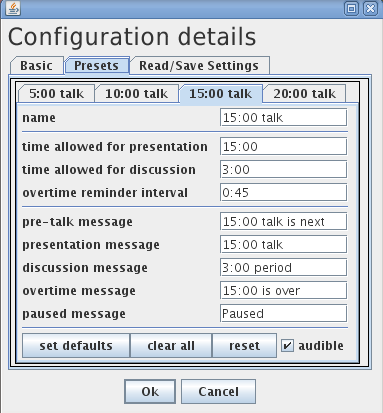 Configuration details
Basic Presets Read/Save Settings
5:00 talk 10:00 talk 15:00 talk 20:00 talk
name 15:00 talk
time allowed for presentation 15:00
time allowed for discussion 3:00
overtime reminder interval 0:45
pre-talk message 15:00 talk is next
presentation message 15:00 talk
discussion message 3:00 period
overtime message 15:00 is over
paused message Paused
set defaults clear all reset audible
Ok Cancel